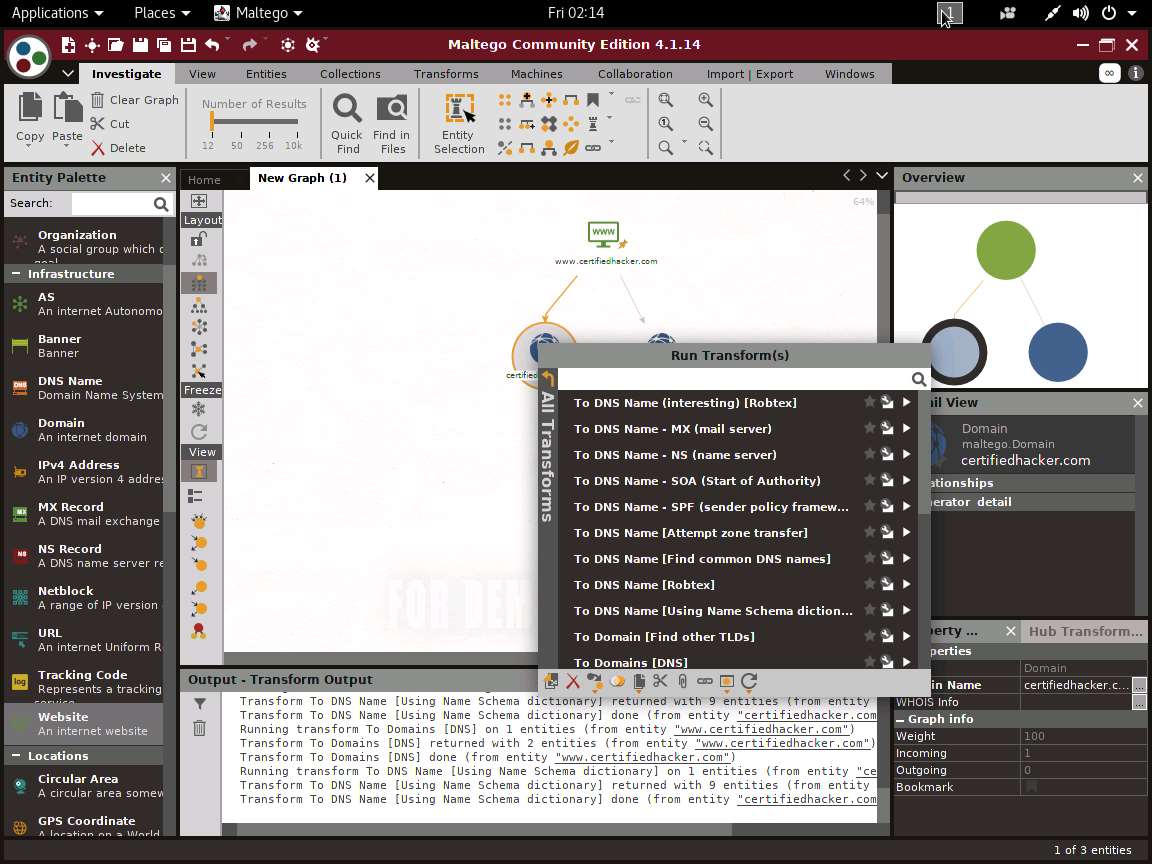 Applications Places Maltego Fri 02:14 1
Maltego Community Edition 4.1.14
Investigate View Entities Collections Transforms Machines Collaboration Import | Export Windows
Copy
Paste
Clear Graph
Cut
Delete
Number of Results
12 50 256 10k
Quick Find
Find in Files
Entity Selection
Entity Palette
Search:
Organization
A social group which c
Infrastructure
AS
An internet Autonomo
Banner
Banner
DNS Name
Domain Name System
Domain
An internet domain
IPv4 Address
An IP version 4 addres
MX Record
A DNS mail exchange
NS Record
A DNS name server re
Netblock
A range of IP version
URL
An internet Uniform R
Tracking Code
Represents a tracking
service
Website
An internet website
Locations
Circular Area
A circular area somew
GPS Coordinate
A location on a World
Home New Graph (1)
Layout
Freeze
View
64%
www
www.certifiedhacker.com
certified
FOR DEM
Run Transform(s)
All Transforms
To DNS Name (interesting) [Robtex]
To DNS Name - MX (mail server)
To DNS Name - NS (name server)
To DNS Name - SOA (Start of Authority)
To DNS Name - SPF (sender policy framew...
To DNS Name [Attempt zone transfer]
To DNS Name [Find common DNS names]
To DNS Name [Robtex]
To DNS Name [Using Name Schema diction...
To Domain [Find other TLDs]
To Domains [DNS]
Output - Transform Output
Transform To DNS Name [Using Name Schema dictionary] returned with 9 entities (from entity
Transform To DNS Name [Using Name Schema dictionary] done (from entity "certifiedhacker.com
Running transform To Domains [DNS] on 1 entities (from entity "www.certifiedhacker.com")
Transform To Domains [DNS] returned with 2 entities (from entity "www.certifiedhacker.com")
Transform To Domains [DNS] done (from entity "www.certifiedhacker.com")
Running transform To DNS Name [Using Name Schema dictionary] on 1 entities (from entity "ce
Transform To DNS Name [Using Name Schema dictionary] returned with 9 entities (from entity
Transform To DNS Name [Using Name Schema dictionary] done (from entity "certifiedhacker.com
Overview
ail View
Domain
maltego.Domain
certifiedhacker.com
ationships
nerator detail
perty ... Hub Transform...
perties
Domain
in Name certifiedhacker.c... ...
WHOIS Info ...
Graph info
Weight 100
Incoming 1
Outgoing 0
Bookmark
1 of 3 entities